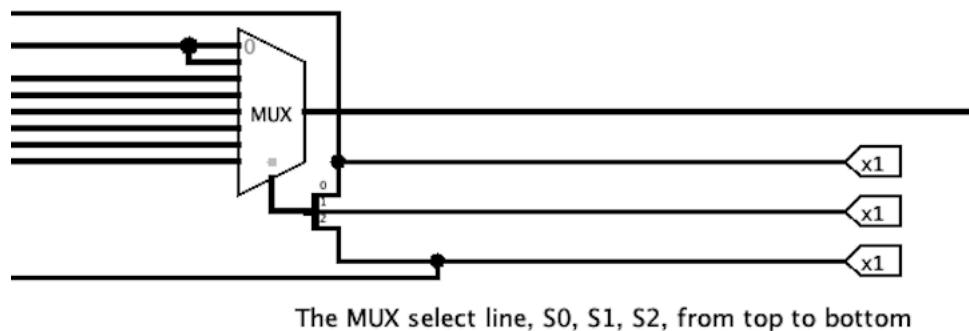 0
MUX
x1
0
1
2
x1
x1
The MUX select line, S0, S1, S2, from top to bottom